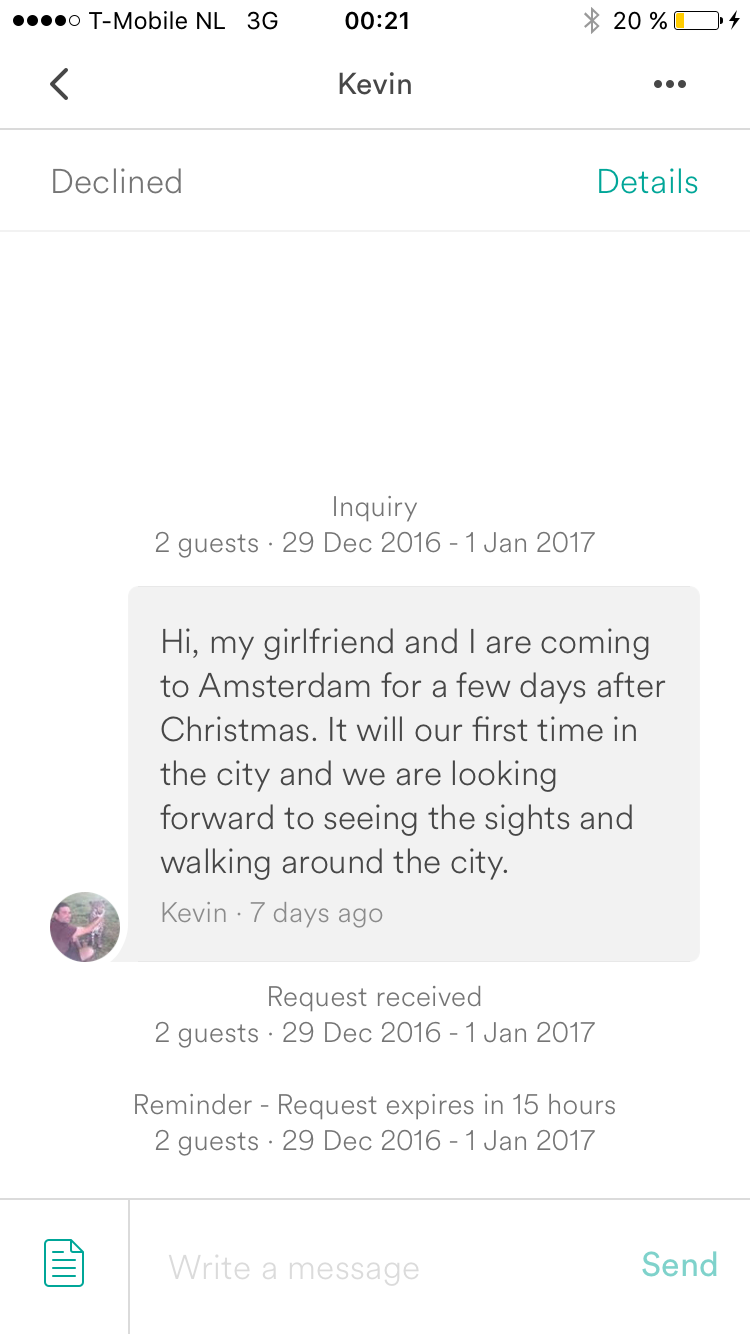 T-Mobile NL 3G 00:21 20 %
Kevin
Declined Details
Inquiry
2 guests · 29 Dec 2016 - 1 Jan 2017
Hi, my girlfriend and I are coming
to Amsterdam for a few days after
Christmas. It will our first time in
the city and we are looking
forward to seeing the sights and
walking around the city.
Kevin · 7 days ago
Request received
2 guests · 29 Dec 2016 - 1 Jan 2017
Reminder - Request expires in 15 hours
2 guests · 29 Dec 2016 - 1 Jan 2017
Write a message Send